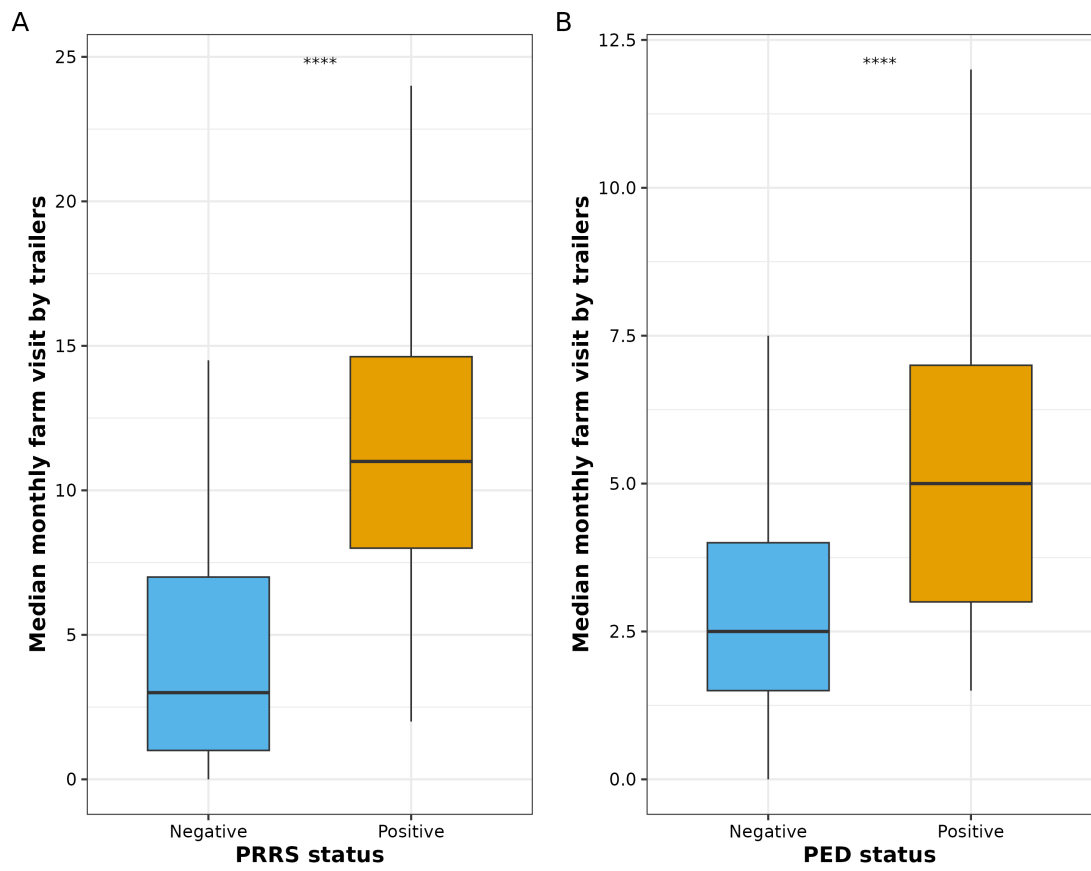 A
Median monthly farm visit by trailers
25
20
15
10
5
0
****
Negative
Positive
PRRS status
B
Median monthly farm visit by trailers
12.5
10.0
7.5
5.0
2.5
0.0
****
Negative
Positive
PED status